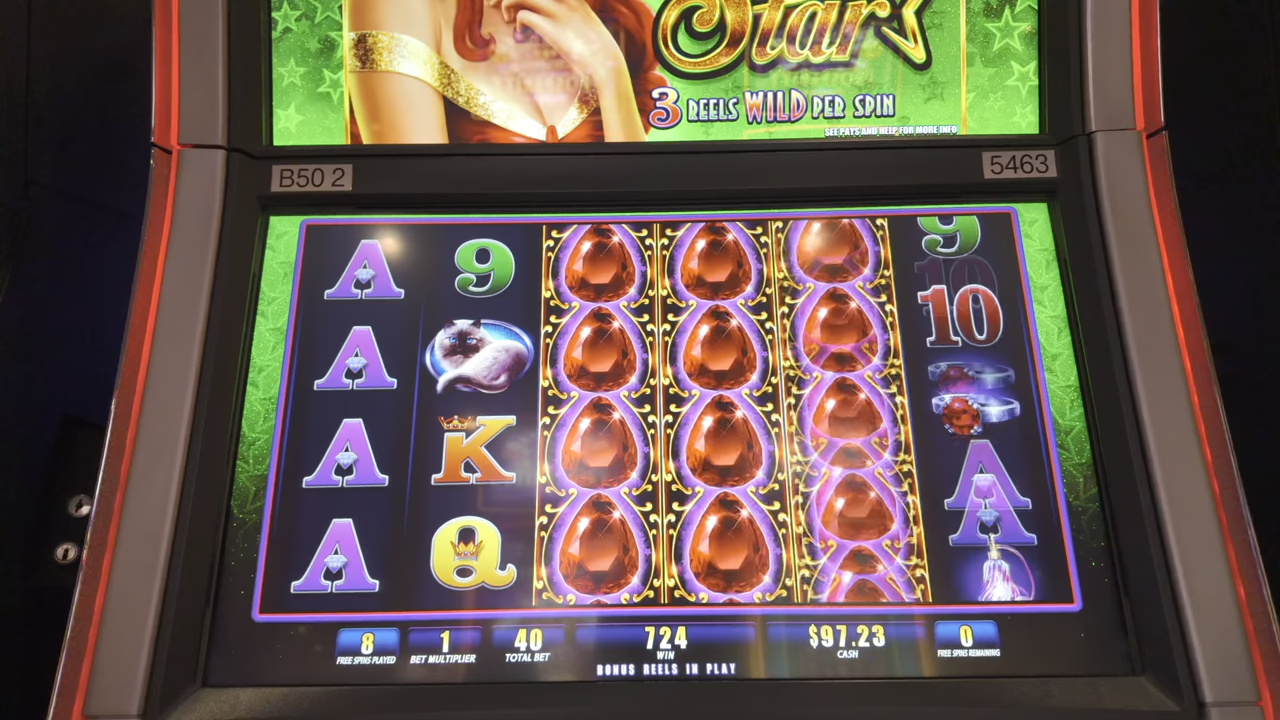 Star
3 REELS WILD PER SPIN
SEE PAYS AND HELP FOR MORE INFO
B50 2
5463
A 9 9
10
A 10
A K A
A Q A
8 1 40 724 $97.23 0
FREE SPINS PLAYED BET MULTIPLIER TOTAL BET WIN CASH FREE SPINS REMAINING
BONUS REELS IN PLAY